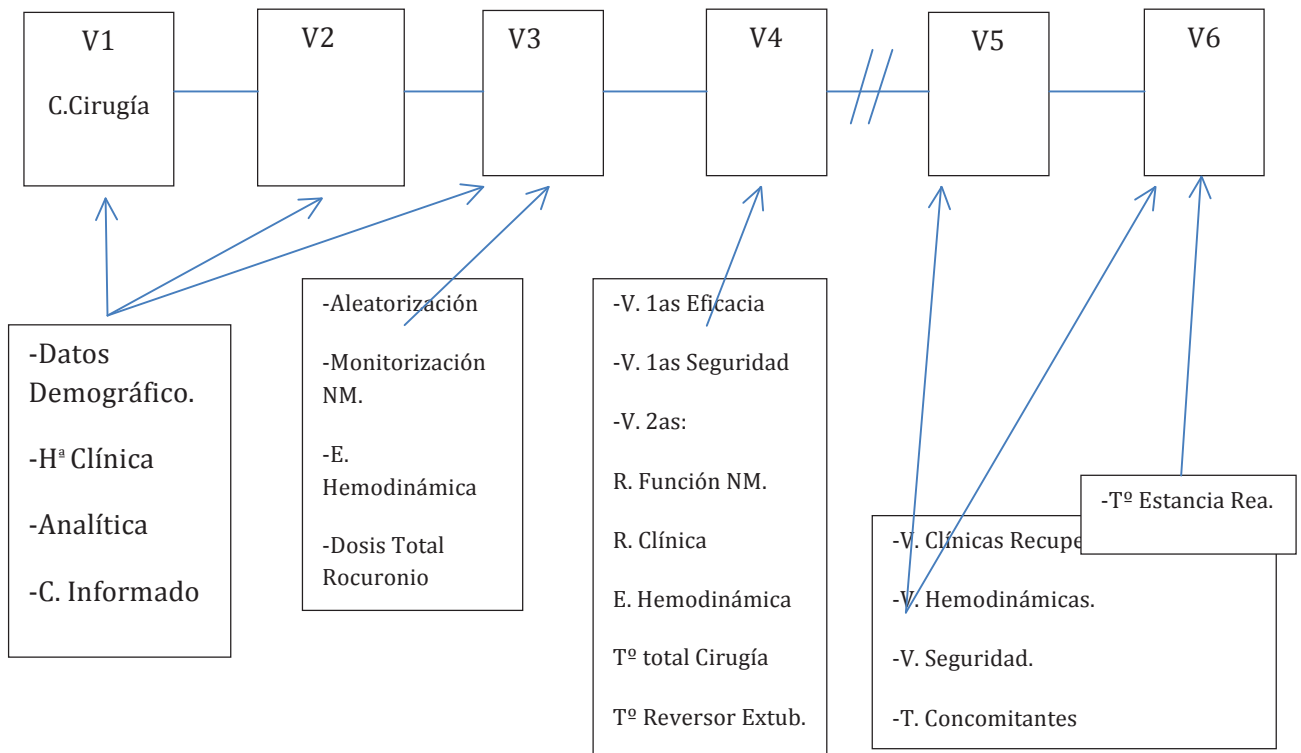 V1
C.Cirugía
V2
V3
V4
V5
V6
-Datos
Demográfico.
-Hª Clínica
-Analítica
-C. Informado
-Aleatorización
-Monitorización
NM.
-E.
Hemodinámica
-Dosis Total
Rocuronio
-V. 1as Eficacia
-V. 1as Seguridad
-V. 2as:
R. Función NM.
R. Clínica
E. Hemodinámica
Tº total Cirugía
Tº Reversor Extub.
-Tº Estancia Rea.
-V. Clínicas
-V. Hemodinámicas.
-V. Seguridad.
-T. Concomitantes